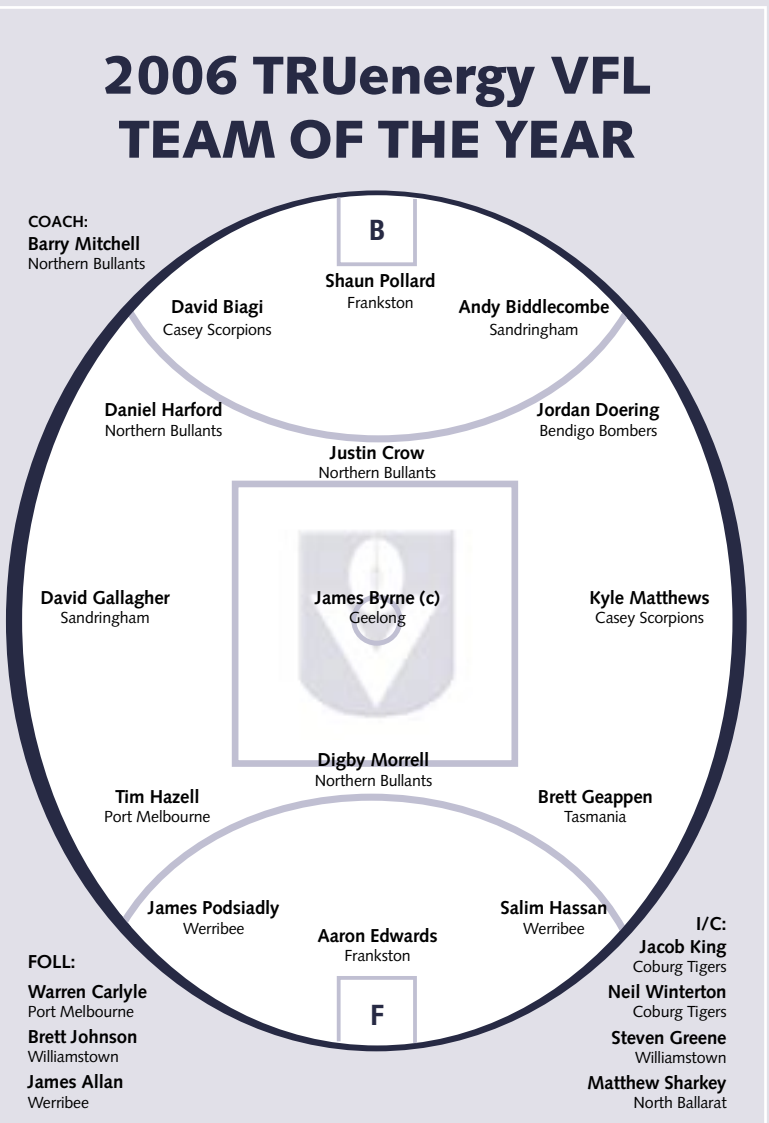 2006 TRUenergy VFL
TEAM OF THE YEAR
COACH:
Barry Mitchell
Northern Bullants
B
Shaun Pollard
Frankston
David Biagi
Casey Scorpions
Andy Biddlecombe
Sandringham
Daniel Harford
Northern Bullants
Jordan Doering
Bendigo Bombers
Justin Crow
Northern Bullants
David Gallagher
Sandringham
James Byrne (c)
Geelong
Kyle Matthews
Casey Scorpions
Digby Morrell
Northern Bullants
Tim Hazell
Port Melbourne
Brett Geappen
Tasmania
James Podsiadly
Werribee
Aaron Edwards
Frankston
Salim Hassan
Werribee
F
FOLL:
Warren Carlyle
Port Melbourne
Brett Johnson
Williamstown
James Allan
Werribee
I/C:
Jacob King
Coburg Tigers
Neil Winterton
Coburg Tigers
Steven Greene
Williamstown
Matthew Sharkey
North Ballarat